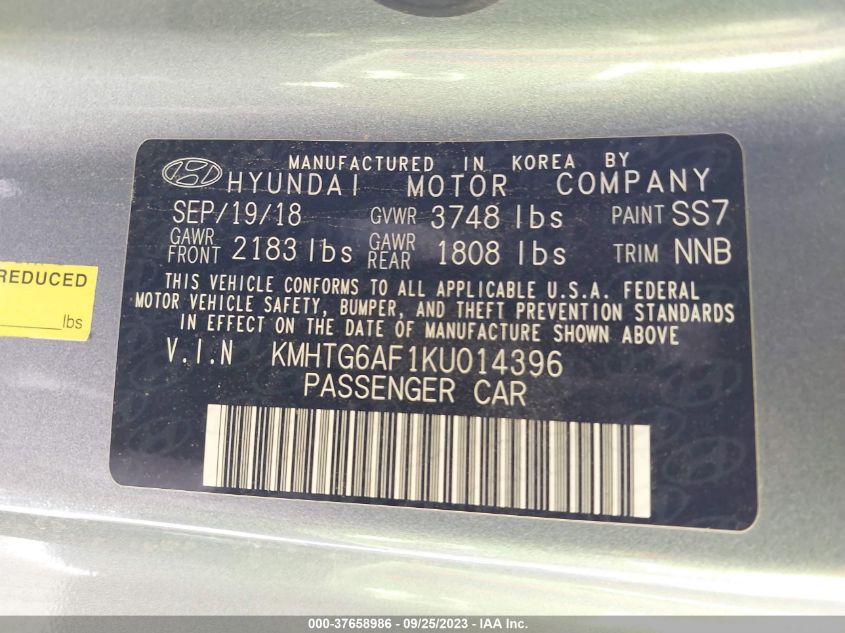 MANUFACTURED IN KOREA BY
HYUNDAI MOTOR COMPANY
SEP/19/18 GVWR 3748 lbs PAINT SS7
GAWR FRONT 2183 lbs GAWR REAR 1808 lbs TRIM NNB
THIS VEHICLE CONFORMS TO ALL APPLICABLE U.S.A. FEDERAL
MOTOR VEHICLE SAFETY, BUMPER, AND THEFT PREVENTION STANDARDS
IN EFFECT ON THE DATE OF MANUFACTURE SHOWN ABOVE
V.I.N KMHTG6AF1KU014396
PASSENGER CAR
REDUCED
lbs
000-37658986 - 09/25/2023 - IAA Inc.